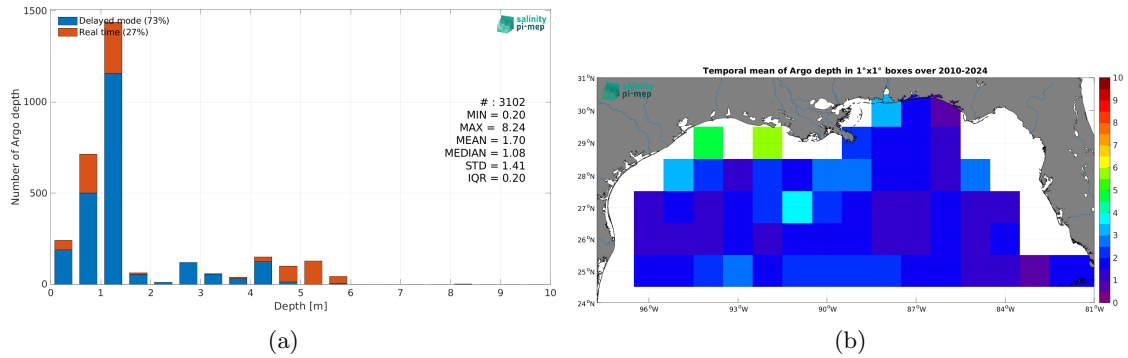 1500
1000
500
0
Number of Argo depth
Delayed mode (73%)
Real time (27%)
salinity
pi-mep
# : 3102
MIN = 0.20
MAX = 8.24
MEAN = 1.70
MEDIAN = 1.08
STD = 1.41
IQR = 0.20
0 1 2 3 4 5 6 7 8 9 10
Depth [m]
(a)
Temporal mean of Argo depth in 1°x1° boxes over 2010-2024
salinity
pi-mep
31°N
30°N
29°N
28°N
27°N
26°N
25°N
24°N
96°W 93°W 90°W 87°W 84°W 81°W
10
9
8
7
6
5
4
3
2
1
0
(b)